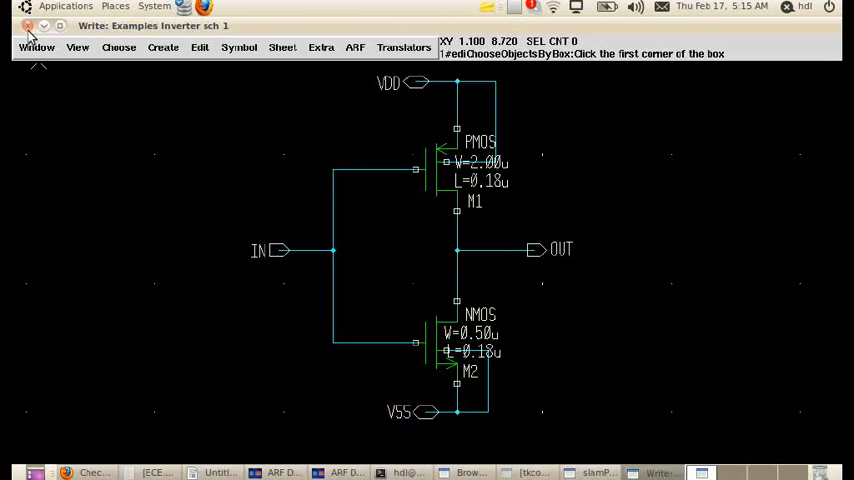 Applications Places System 1 Thu Feb 17, 5:15 AM hdl
Write: Examples Inverter sch 1
Window View Choose Create Edit Symbol Sheet Extra ARF Translators
XY 1.100 8.720 SEL CNT 0
1#ediChooseObjectsByBox:Click the first corner of the box
VDD
PMOS
W=2.00u
L=0.18u
M1
IN
OUT
NMOS
W=0.50u
L=0.18u
M2
VSS
Chec... [ECE.... Untitl... ARF D... ARF D... hdl@... Brow... [tkco... slamP... Write:...